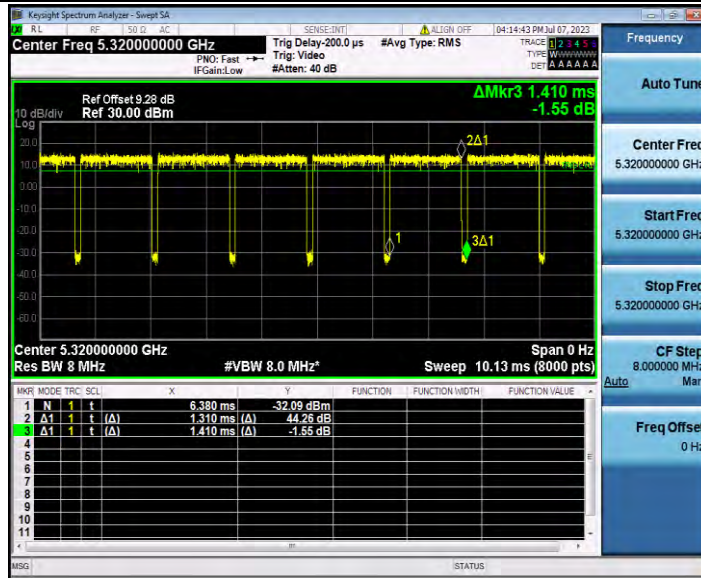 Keysight Spectrum Analyzer - Swept SA
RL RF 50 Ω AC SENSE:INT ALIGN OFF 04:14:43 PM Jul 07, 2023
Center Freq 5.320000000 GHz
PNO: Fast
IFGain:Low
Trig Delay-200.0 µs
Trig: Video
#Atten: 40 dB
#Avg Type: RMS
TRACE 1 2 3 4 5 6
TYPE W
DET A A A A A A
Frequency
Auto Tune
Center Freq
5.320000000 GHz
Start Freq
5.320000000 GHz
Stop Freq
5.320000000 GHz
CF Step
8.000000 MHz
Auto Man
Freq Offset
0 Hz
ΔMkr3 1.410 ms
-1.55 dB
Ref Offset 9.28 dB
10 dB/div Ref 30.00 dBm
Log
20.0
10.0
0.00
-10.0
-20.0
-30.0
-50.0
-60.0
2Δ1
1
3Δ1
Center 5.320000000 GHz Span 0 Hz
Res BW 8 MHz #VBW 8.0 MHz* Sweep 10.13 ms (8000 pts)
MKR MODE TRC SCL X Y FUNCTION FUNCTION WIDTH FUNCTION VALUE
1 N 1 t 6.380 ms -32.09 dBm
2 Δ1 1 t (Δ) 1.310 ms (Δ) 44.26 dB
3 Δ1 1 t (Δ) 1.410 ms (Δ) -1.55 dB
4
5
6
7
8
9
10
11
MSG STATUS